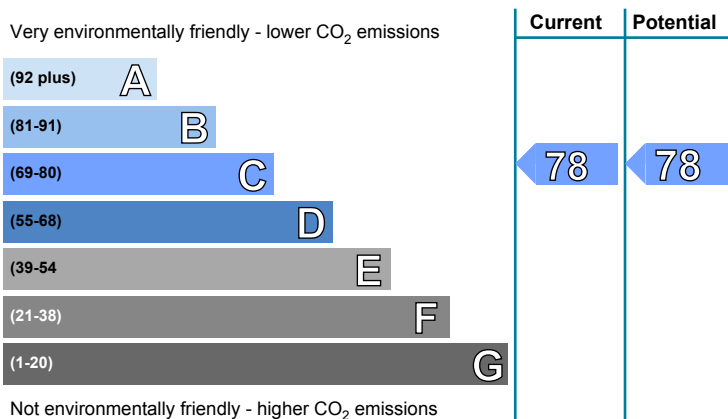 Current Potential
Very environmentally friendly - lower CO2 emissions
(92 plus) A
(81-91) B
(69-80) C 78 78
(55-68) D
(39-54 E
(21-38) F
(1-20) G
Not environmentally friendly - higher CO2 emissions